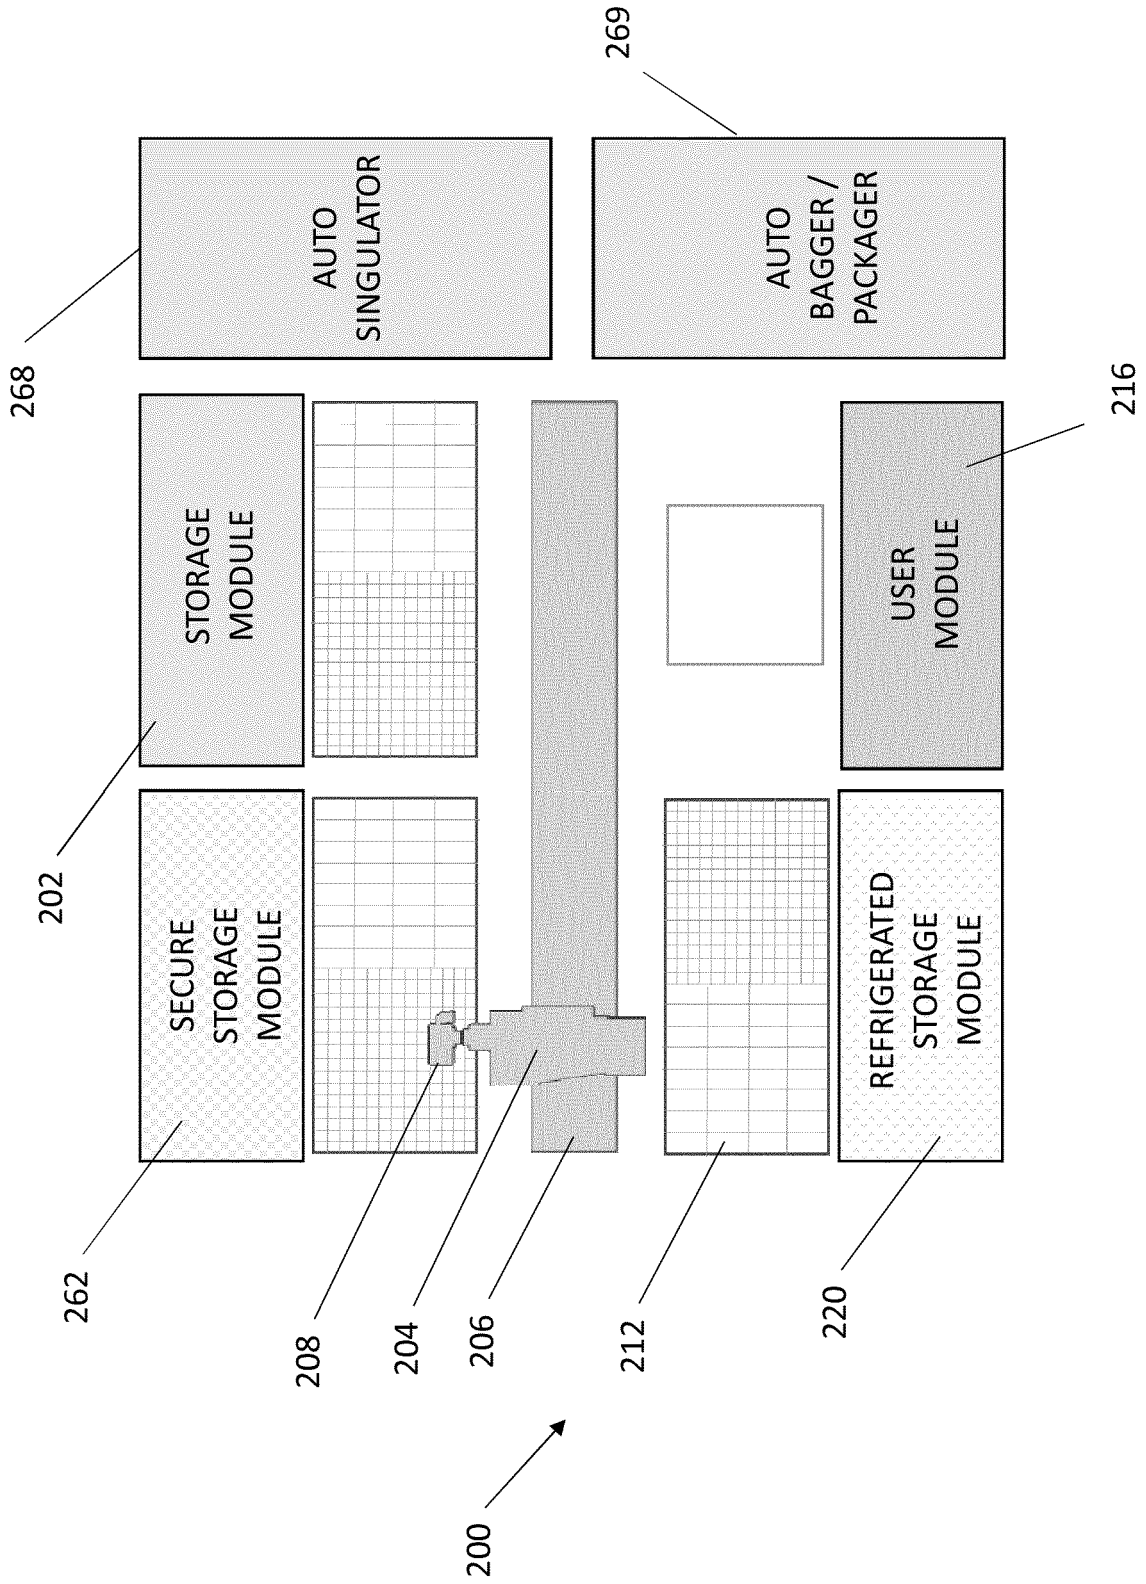 262
202
268
SECURE
STORAGE
MODULE
STORAGE
MODULE
AUTO
SINGULATOR
208
204
200
206
269
212
AUTO
BAGGER /
PACKAGER
220
REFRIGERATED
STORAGE
MODULE
USER
MODULE
216